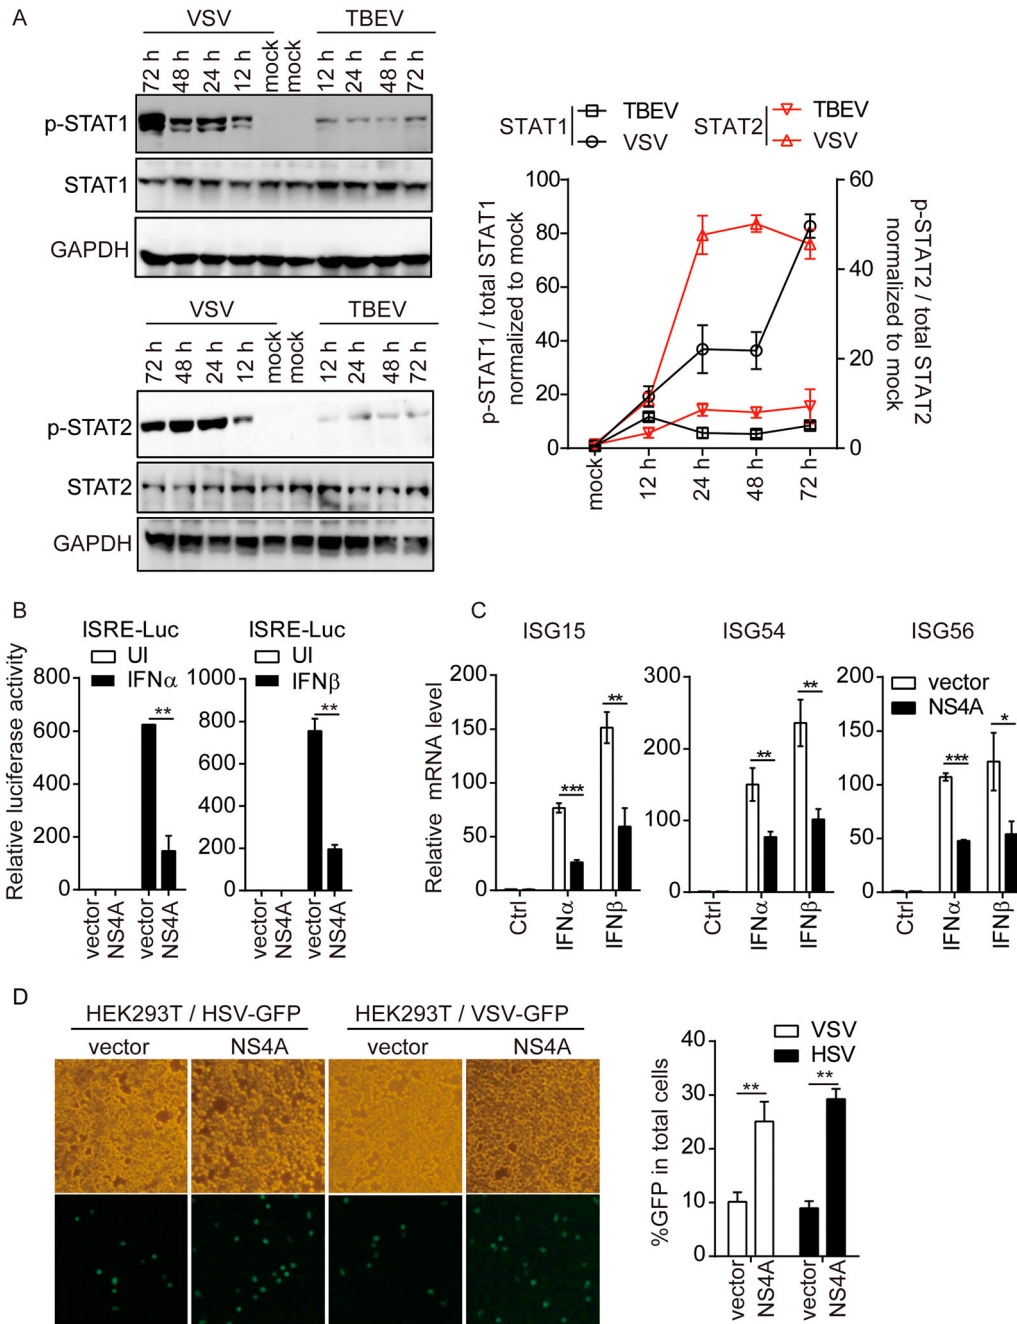 A
VSV TBEV
72 h 48 h 24 h 12 h mock mock 12 h 24 h 48 h 72 h
p-STAT1
STAT1
GAPDH
VSV TBEV
72 h 48 h 24 h 12 h mock mock 12 h 24 h 48 h 72 h
p-STAT2
STAT2
GAPDH
STAT1 TBEV VSV
STAT2 TBEV VSV
p-STAT1 / total STAT1
normalized to mock
100
80
60
40
20
0
60
40
20
0
p-STAT2 / total STAT2
normalized to mock
mock 12 h 24 h 48 h 72 h
B
ISRE-Luc
UI
IFNα
Relative luciferase activity
800
600
400
200
0
**
vector NS4A vector NS4A
ISRE-Luc
UI
IFNβ
1000
800
600
400
200
0
**
vector NS4A vector NS4A
C
ISG15
Relative mRNA level
200
150
100
50
0
*** **
Ctrl IFNα IFNβ
ISG54
300
200
100
0
** **
Ctrl IFNα IFNβ
ISG56
vector
NS4A
200
150
100
50
0
*** *
Ctrl IFNα IFNβ
D
HEK293T / HSV-GFP HEK293T / VSV-GFP
vector NS4A vector NS4A
VSV
HSV
%GFP in total cells
40
30
20
10
0
** **
vector NS4A vector NS4A